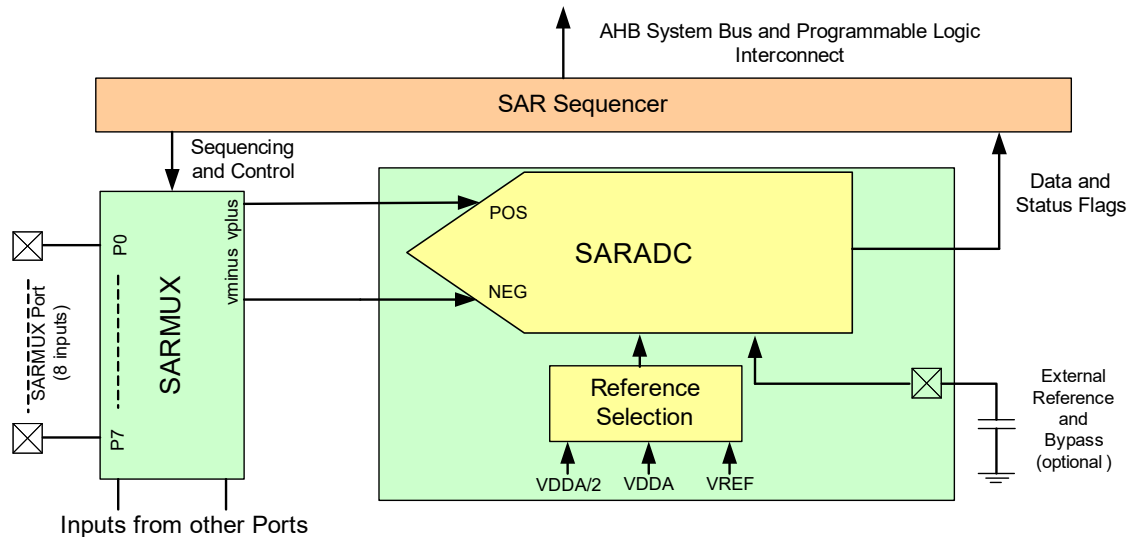 AHB System Bus and Programmable Logic
Interconnect
SAR Sequencer
Sequencing
and Control
Data and
Status Flags
vminus vplus
POS
NEG
SARADC
P0
P7
SARMUX
SARMUX Port
(8 inputs)
Reference
Selection
VDDA/2
VDDA
VREF
External
Reference
and
Bypass
(optional )
Inputs from other Ports